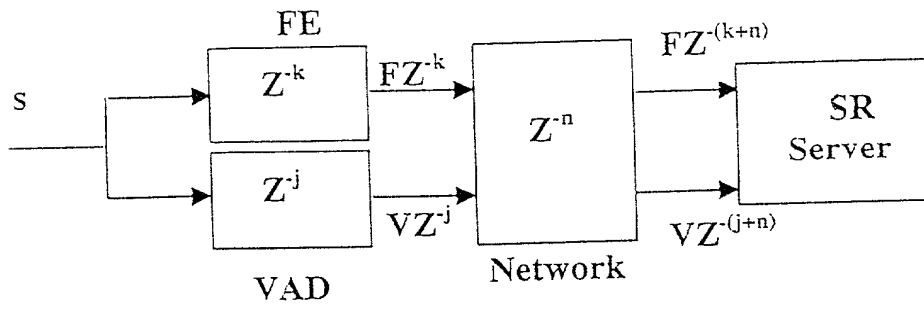 FE
S
Z⁻ᵏ
FZ⁻ᵏ
FZ⁻⁽ᵏ⁺ⁿ⁾
Z⁻ⁿ
SR
Server
Z⁻ʲ
VZ⁻ʲ
VZ⁻⁽ʲ⁺ⁿ⁾
Network
VAD